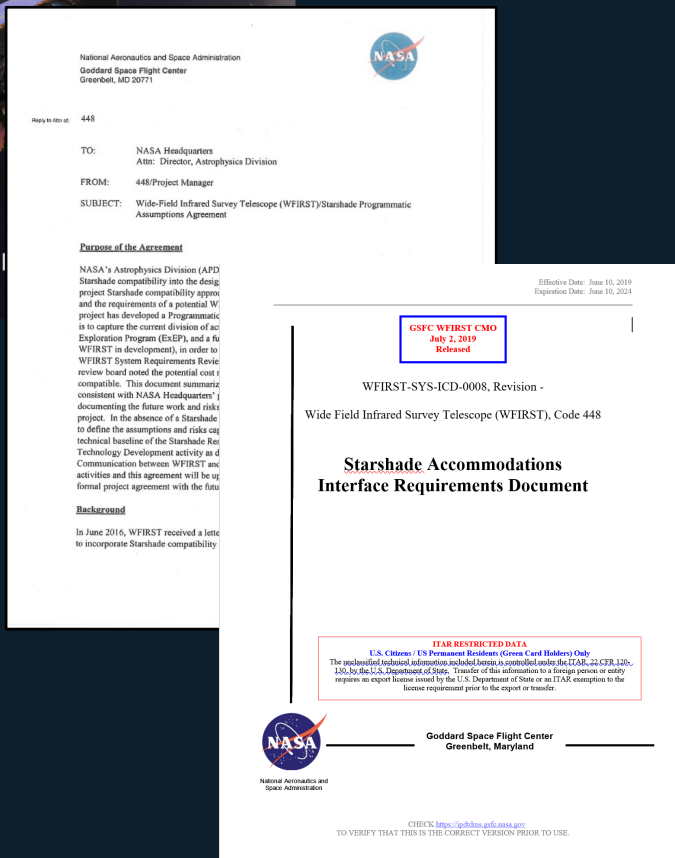 National Aeronautics and Space Administration
Goddard Space Flight Center
Greenbelt, MD 20771
NASA
Reply to Attn of: 448
TO: NASA Headquarters
Attn: Director, Astrophysics Division
FROM: 448/Project Manager
SUBJECT: Wide-Field Infrared Survey Telescope (WFIRST)/Starshade Programmatic
Assumptions Agreement
Purpose of the Agreement
NASA's Astrophysics Division (APD
Starshade compatibility into the desig
project Starshade compatibility approa
and the requirements of a potential W
project has developed a Programmatic
is to capture the current division of ac
Exploration Program (ExEP), and a fu
WFIRST in development), in order to
WFIRST System Requirements Revie
review board noted the potential cost
compatible. This document summariz
consistent with NASA Headquarters'
documenting the future work and risks
project. In the absence of a Starshade
to define the assumptions and risks cap
technical baseline of the Starshade Rea
Technology Development activity as d
Communication between WFIRST and
activities and this agreement will be up
formal project agreement with the futu
Background
In June 2016, WFIRST received a lette
to incorporate Starshade compatibility
Effective Date: June 10, 2019
Expiration Date: June 10, 2024
GSFC WFIRST CMO
July 2, 2019
Released
WFIRST-SYS-ICD-0008, Revision -
Wide Field Infrared Survey Telescope (WFIRST), Code 448
Starshade Accommodations
Interface Requirements Document
ITAR RESTRICTED DATA
U.S. Citizens / US Permanent Residents (Green Card Holders) Only
The unclassified technical information included herein is controlled under the ITAR, 22 CFR 120-
130, by the U.S. Department of State. Transfer of this information to a foreign person or entity
requires an export license issued by the U.S. Department of State or an ITAR exemption to the
license requirement prior to the export or transfer.
NASA
National Aeronautics and
Space Administration
Goddard Space Flight Center
Greenbelt, Maryland
CHECK https://ipdtdms.gsfc.nasa.gov
TO VERIFY THAT THIS IS THE CORRECT VERSION PRIOR TO USE.